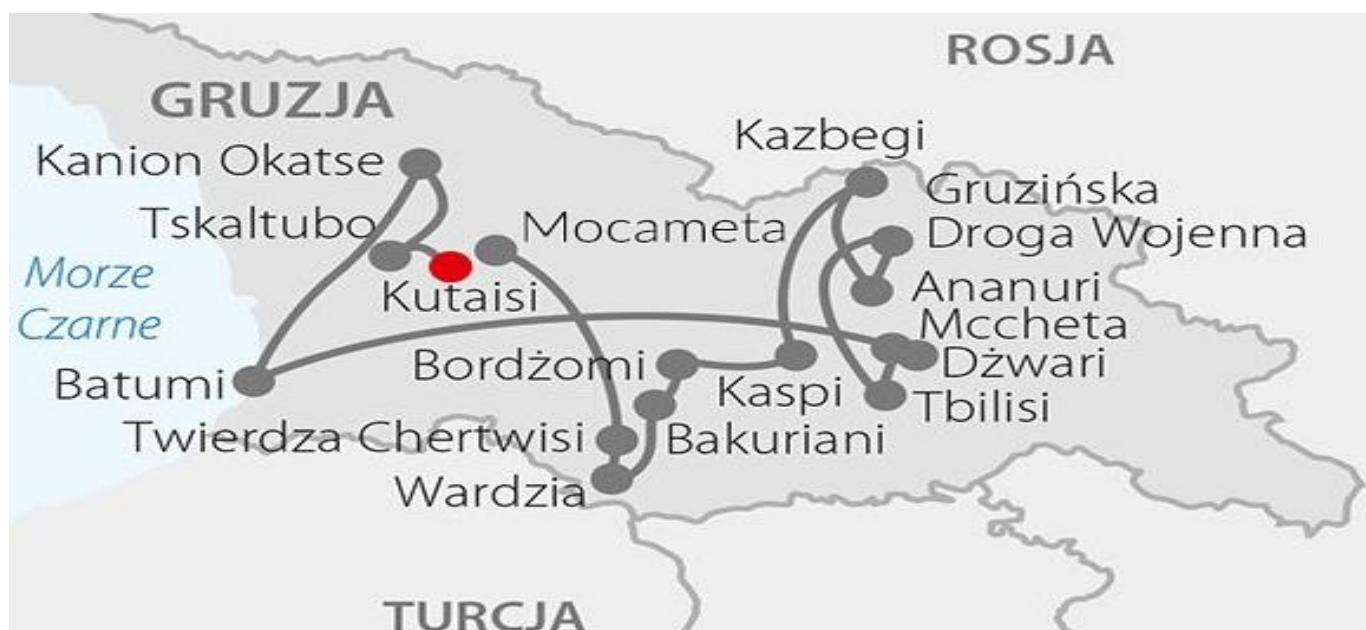 ROSJA
GRUZJA
Kazbegi
Kanion Okatse
Gruzińska
Droga Wojenna
Tskaltubo
Mocameta
Morze
Czarne
Kutaisi
Ananuri
Mccheta
Bordżomi
Dżwari
Batumi
Kaspi
Tbilisi
Twierdza Chertwisi
Bakuriani
Wardzia
TURCJA